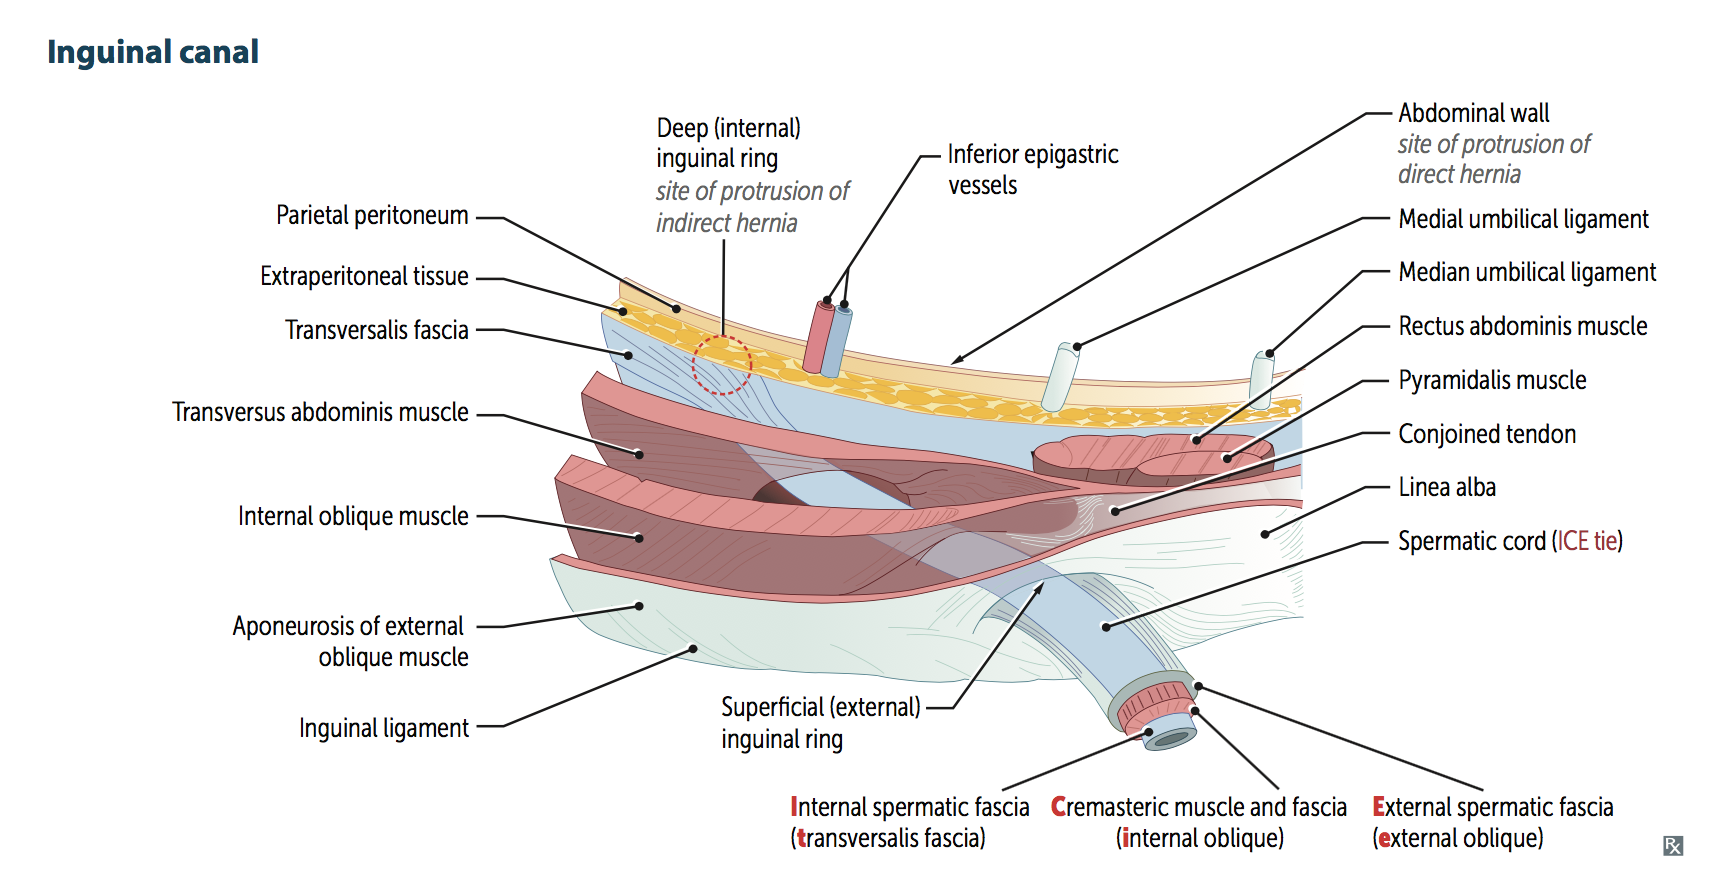 Inguinal canal
Deep (internal)
inguinal ring
site of protrusion of
indirect hernia
Inferior epigastric
vessels
Abdominal wall
site of protrusion of
direct hernia
Parietal peritoneum
Extraperitoneal tissue
Transversalis fascia
Transversus abdominis muscle
Internal oblique muscle
Aponeurosis of external
oblique muscle
Inguinal ligament
Medial umbilical ligament
Median umbilical ligament
Rectus abdominis muscle
Pyramidalis muscle
Conjoined tendon
Linea alba
Spermatic cord (ICE tie)
Superficial (external)
inguinal ring
Internal spermatic fascia
(transversalis fascia)
Cremasteric muscle and fascia
(internal oblique)
External spermatic fascia
(external oblique)
Rx